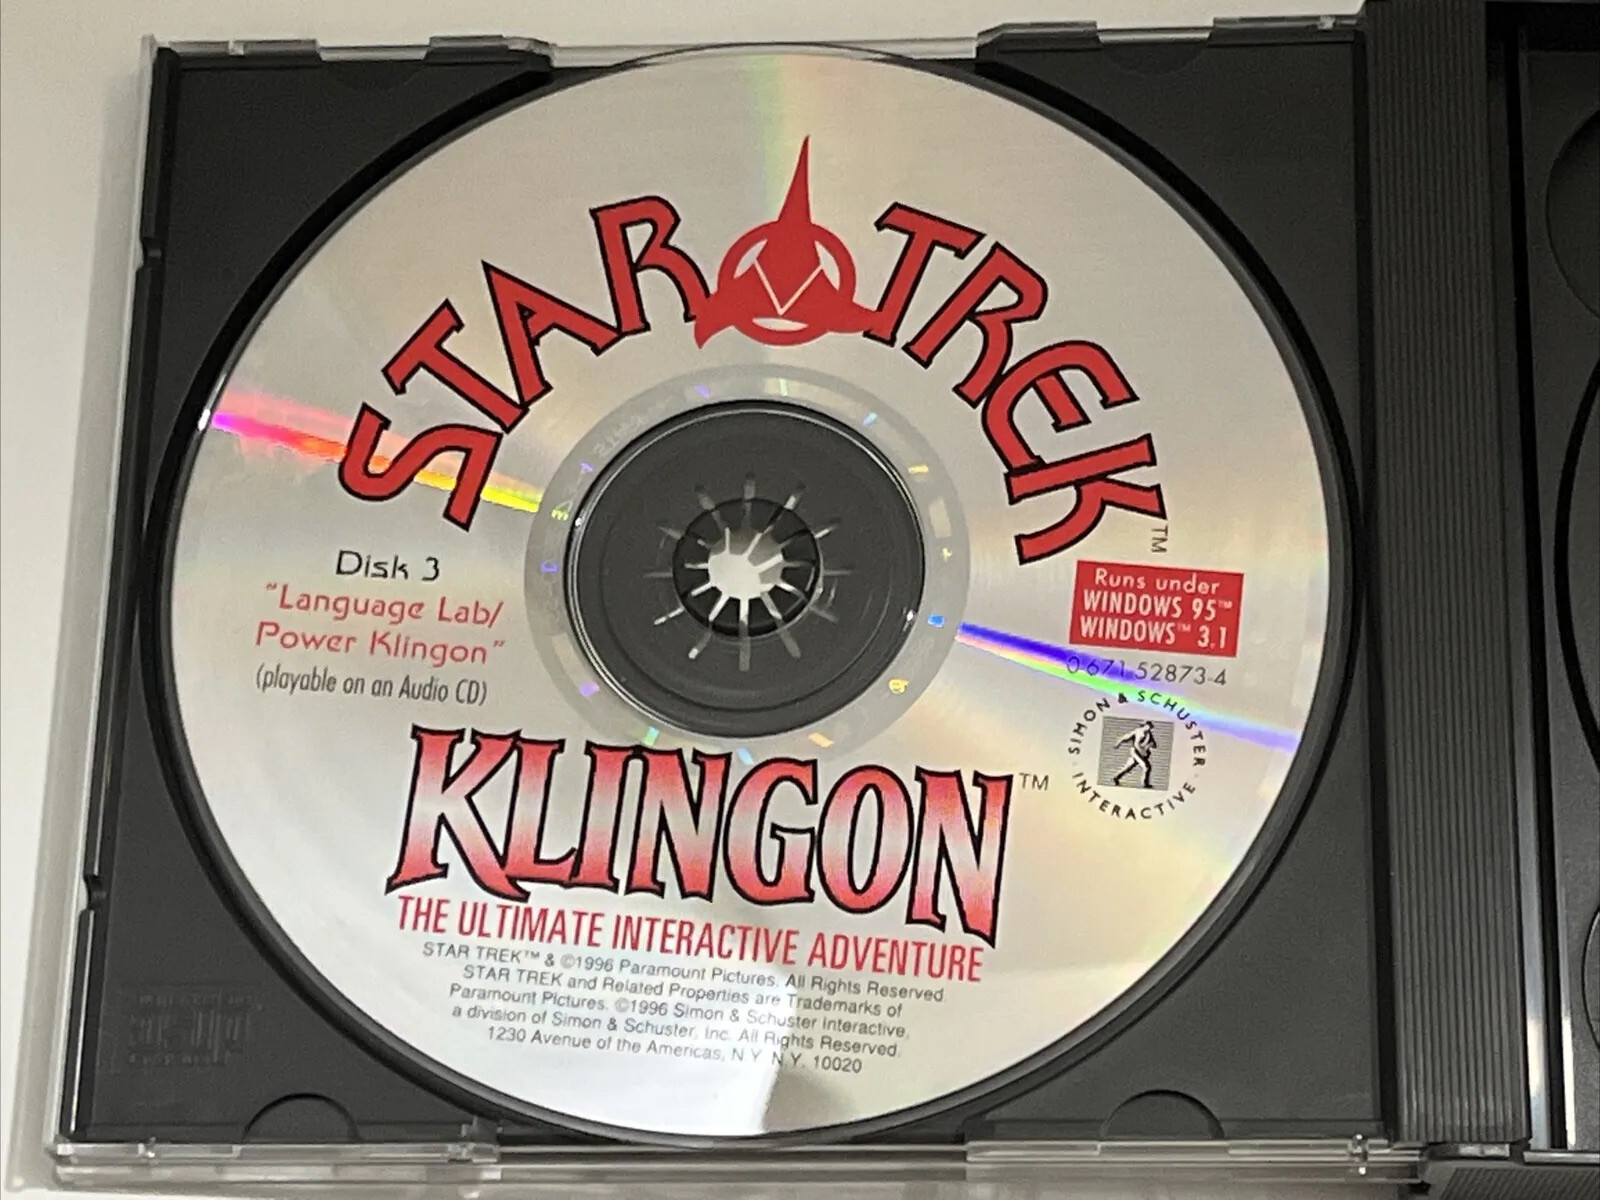 STAR TREK™
Disk 3
"Language Lab/
Power Klingon"
(playable on an Audio CD)
Runs under
WINDOWS 95™
WINDOWS™ 3.1
0-671-52873-4
SIMON & SCHUSTER
INTERACTIVE
KLINGON™
THE ULTIMATE INTERACTIVE ADVENTURE
STAR TREK™ & ©1996 Paramount Pictures. All Rights Reserved.
STAR TREK and Related Properties are Trademarks of
Paramount Pictures. ©1996 Simon & Schuster Interactive,
a division of Simon & Schuster, Inc. All Rights Reserved.
1230 Avenue of the Americas, N Y N.Y. 10020